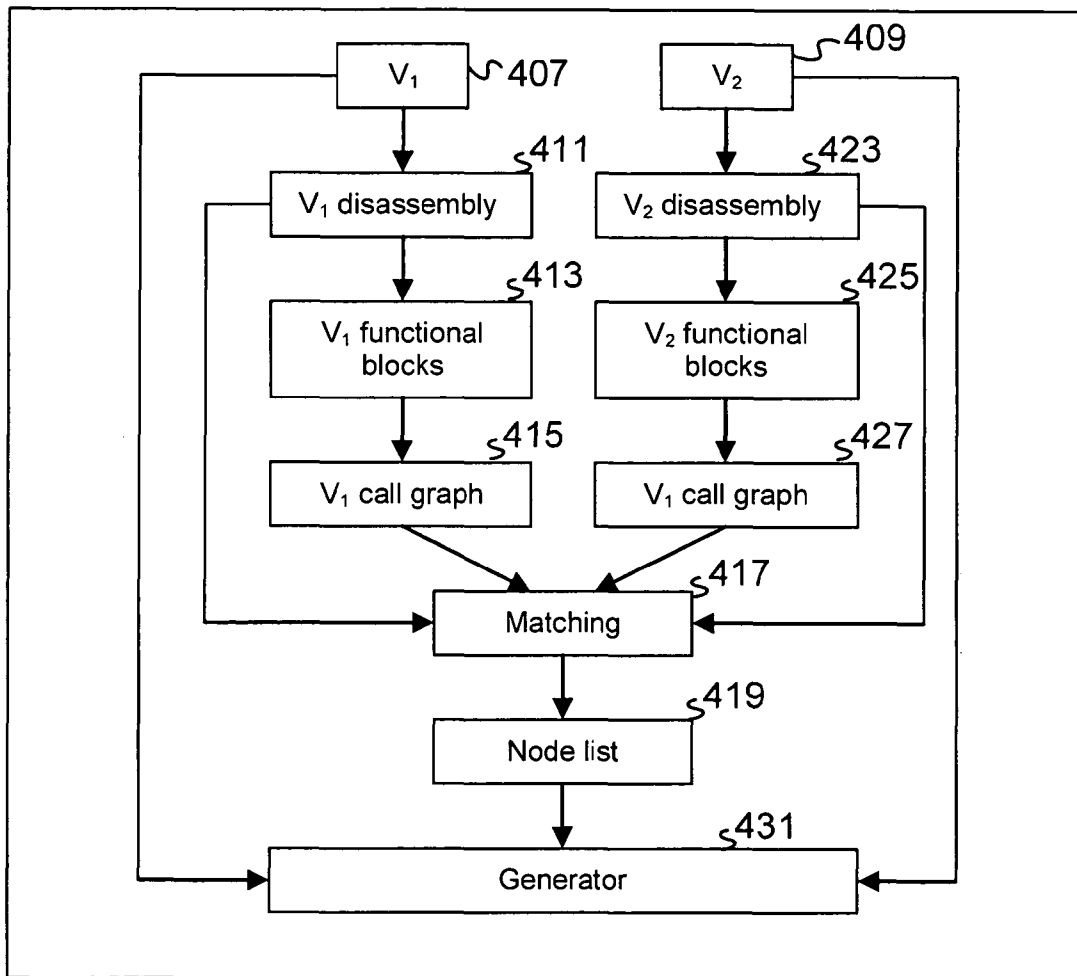 V₁
407
V₂
409
V₁ disassembly
411
V₂ disassembly
423
V₁ functional
blocks
413
V₂ functional
blocks
425
V₁ call graph
415
V₁ call graph
427
Matching
417
Node list
419
Generator
431